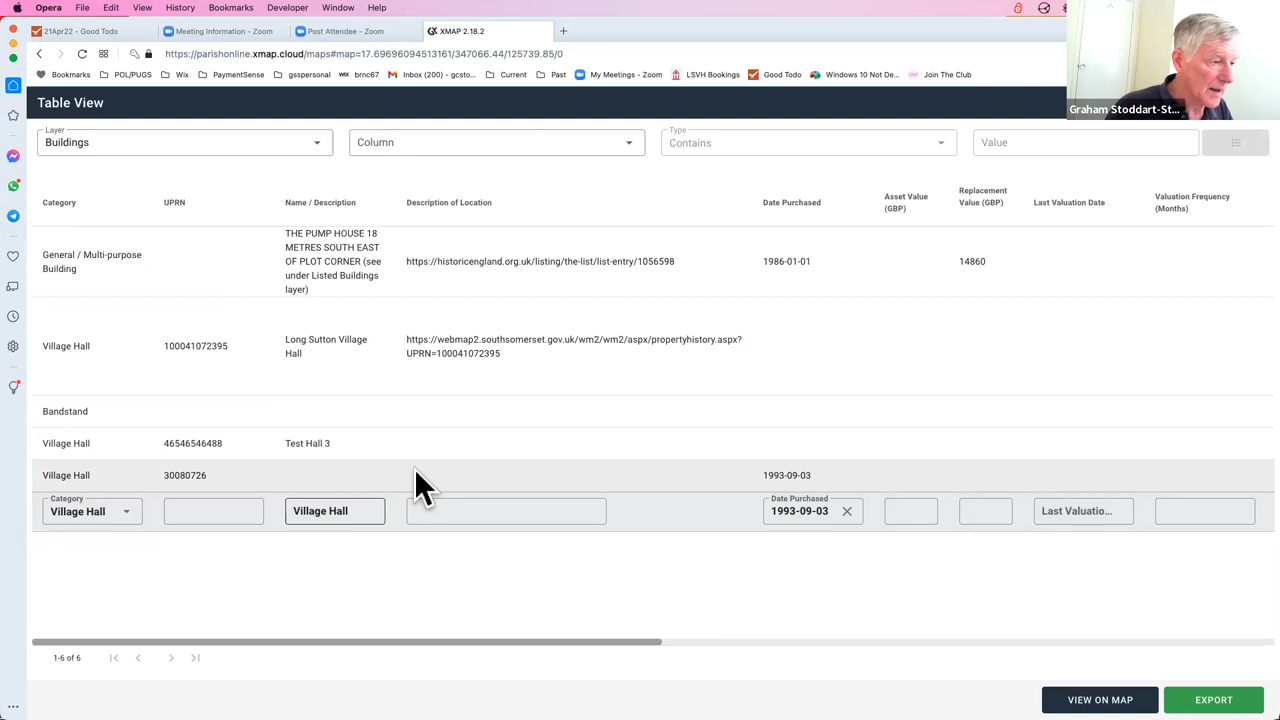 Opera File Edit View History Bookmarks Developer Window Help
21Apr22 - Good Todo Meeting Information - Zoom Post Attendee - Zoom XMAP 2.18.2
https://parishonline.xmap.cloud/maps#map=17.69696094513161/347066.44/125739.85/0
Bookmarks POL/PUGS Wix PaymentSense gsspersonal WIX brnc67 Inbox (200) - gcsto... Current Past My Meetings - Zoom LSVH Bookings Good Todo Windows 10 Not De... Join The Club
Graham Stoddart-St...
Table View
Layer
Buildings
Column
Type
Contains
Value
Category UPRN Name / Description Description of Location Date Purchased
Asset Value
(GBP)
Replacement
Value (GBP)
Last Valuation Date
Valuation Frequency
(Months)
General / Multi-purpose
Building
THE PUMP HOUSE 18
METRES SOUTH EAST
OF PLOT CORNER (see
under Listed Buildings
layer)
https://historicengland.org.uk/listing/the-list/list-entry/1056598
1986-01-01
14860
Village Hall
100041072395
Long Sutton Village
Hall
https://webmap2.southsomerset.gov.uk/wm2/wm2/aspx/propertyhistory.aspx?
UPRN=100041072395
Bandstand
Village Hall 46546546488 Test Hall 3
Village Hall 30080726 1993-09-03
Category
Village Hall
Village Hall
Date Purchased
1993-09-03
Last Valuatio...
1-6 of 6
VIEW ON MAP
EXPORT